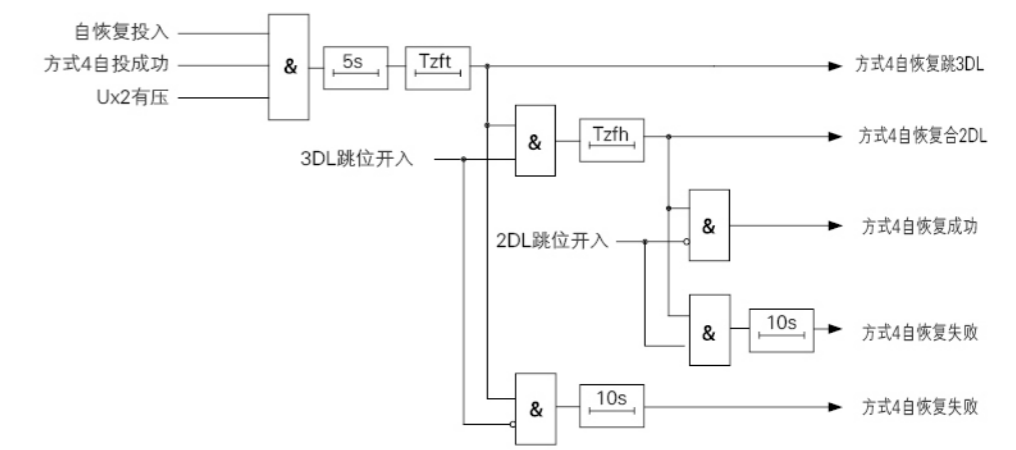 自恢复投入
方式4自投成功
Ux2有压
&
5s
Tzft
方式4自恢复跳3DL
3DL跳位开入
&
Tzfh
方式4自恢复合2DL
2DL跳位开入
&
方式4自恢复成功
&
10s
方式4自恢复失败
&
10s
方式4自恢复失败